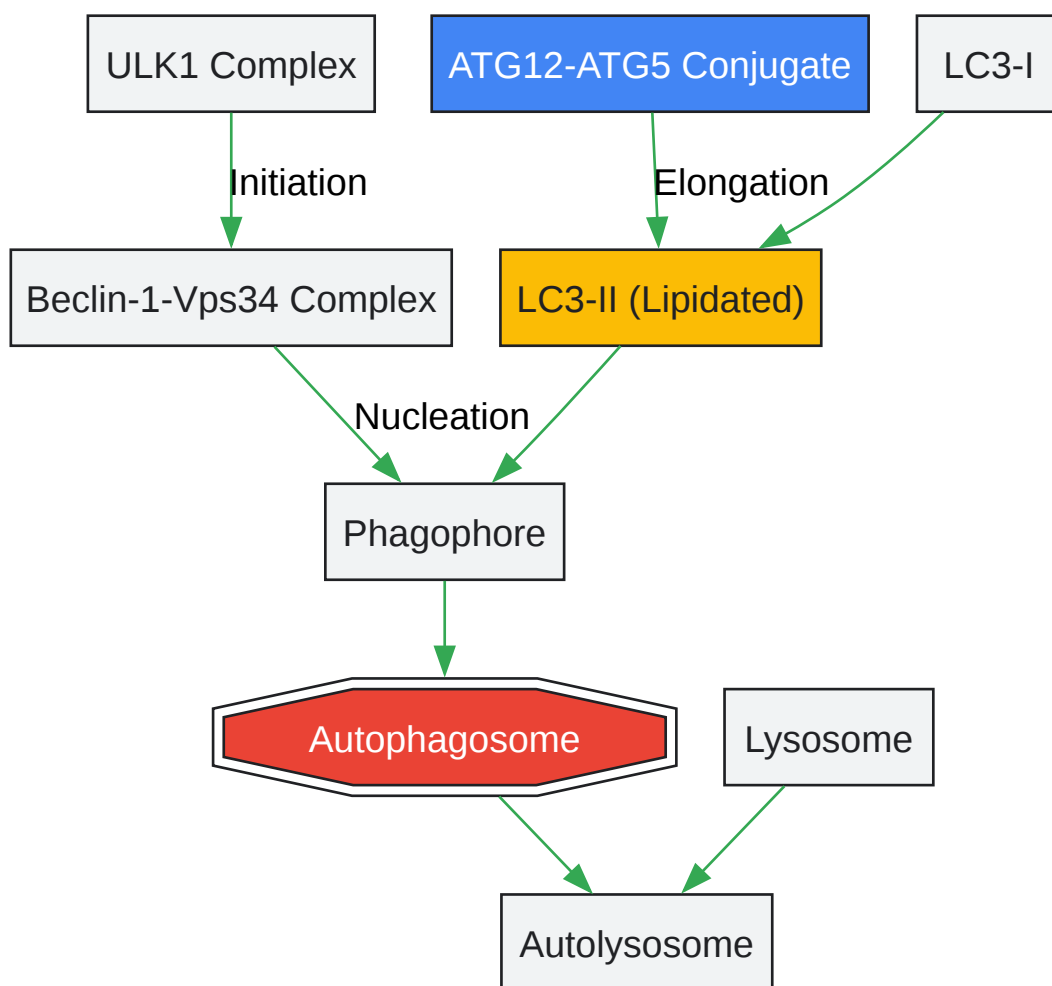 ULK1 Complex
ATG12-ATG5 Conjugate
LC3-I
Initiation
Elongation
Beclin-1-Vps34 Complex
LC3-II (Lipidated)
Nucleation
Phagophore
Autophagosome
Lysosome
Autolysosome